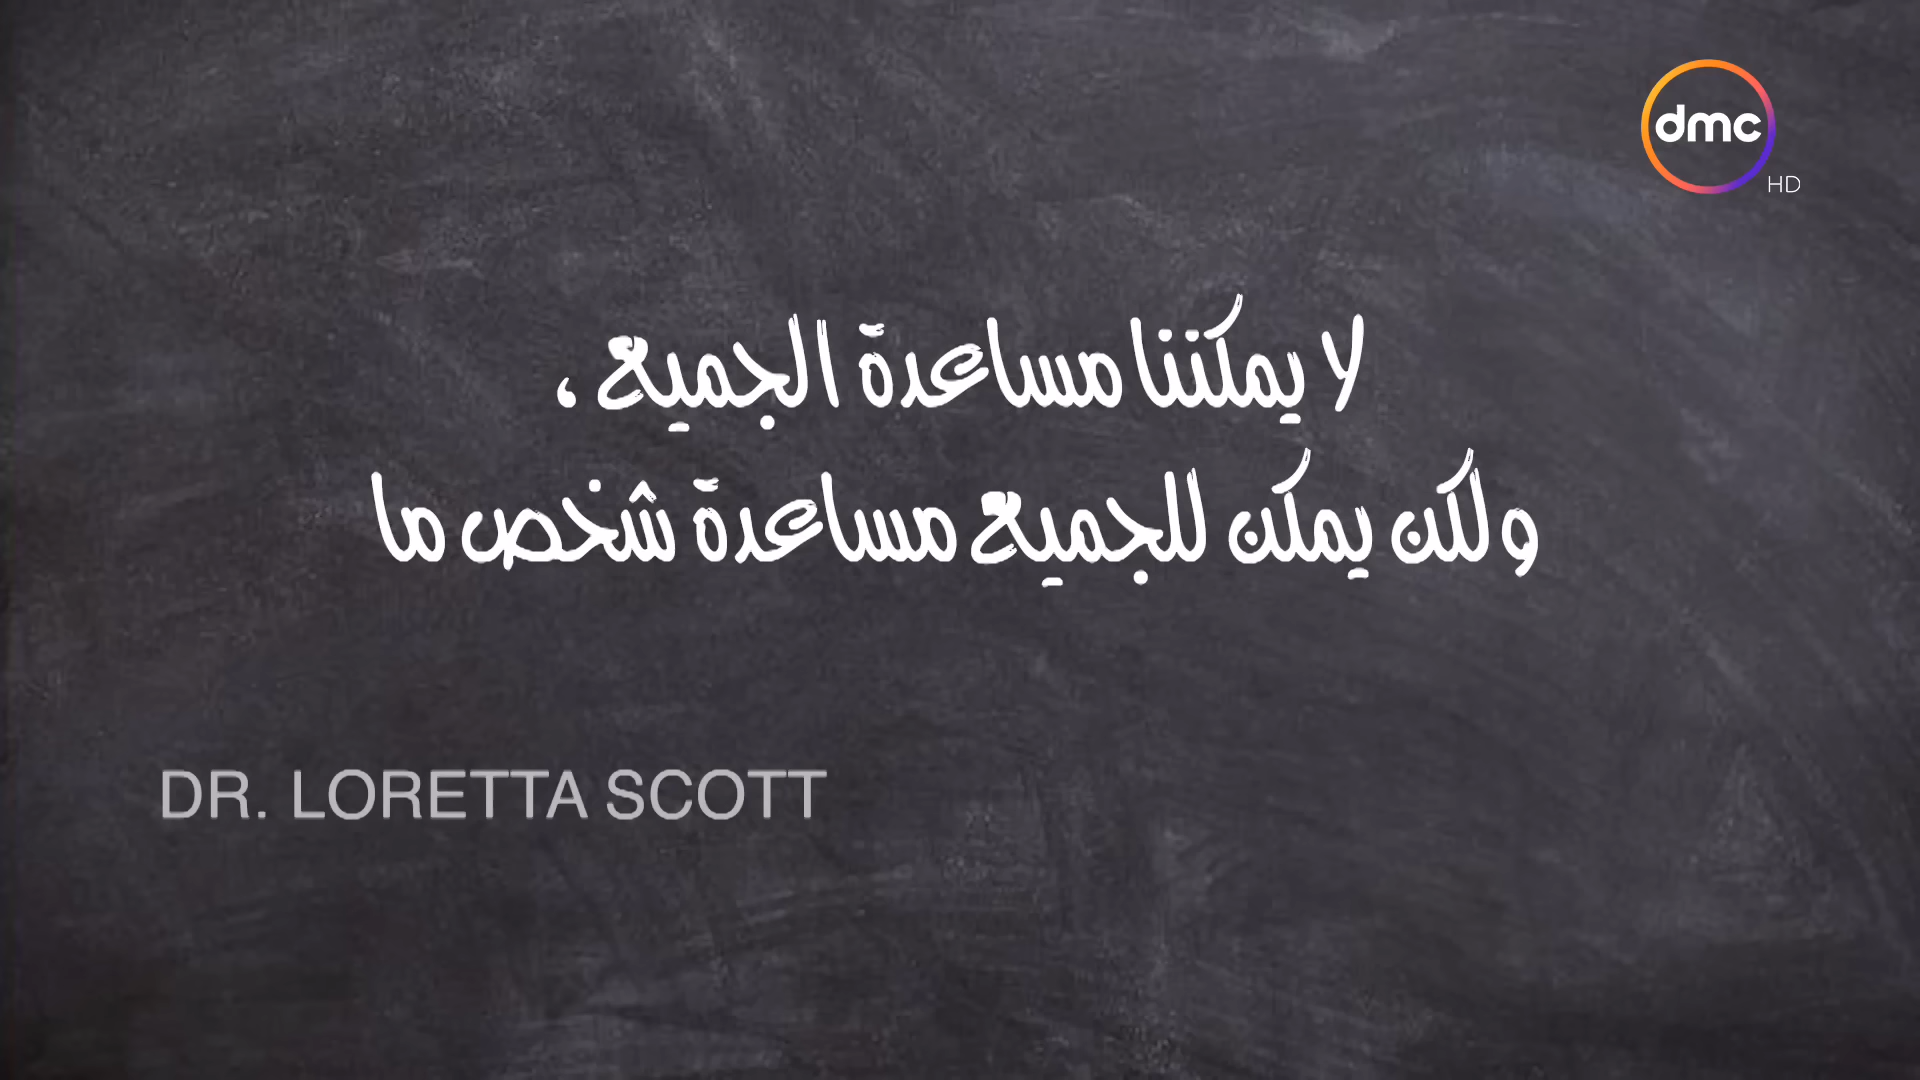 dmc
HD
لا يمكننا مساعدة الجميع ،
ولكن يمكن للجميع مساعدة شخص ما
DR. LORETTA SCOTT